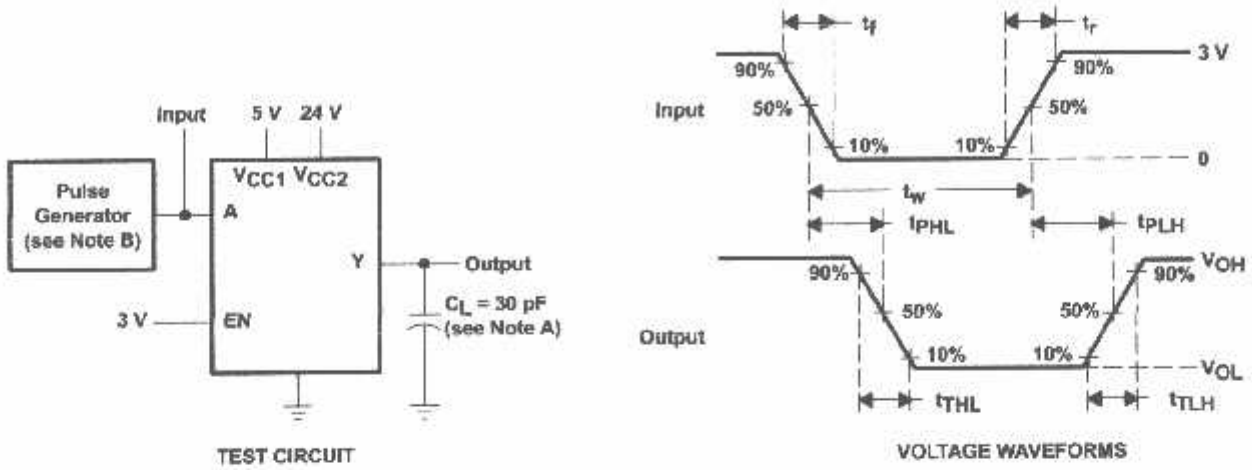 Input
5 V 24 V
VCC1 VCC2
Pulse
Generator
(see Note B)
A
Y
Output
CL = 30 pF
(see Note A)
3 V
EN
TEST CIRCUIT
tf
tr
3 V
90%
90%
Input
50%
50%
10%
10%
0
tw
tPHL
tPLH
VOH
90%
90%
50%
50%
Output
10%
10%
VOL
tTHL
tTLH
VOLTAGE WAVEFORMS